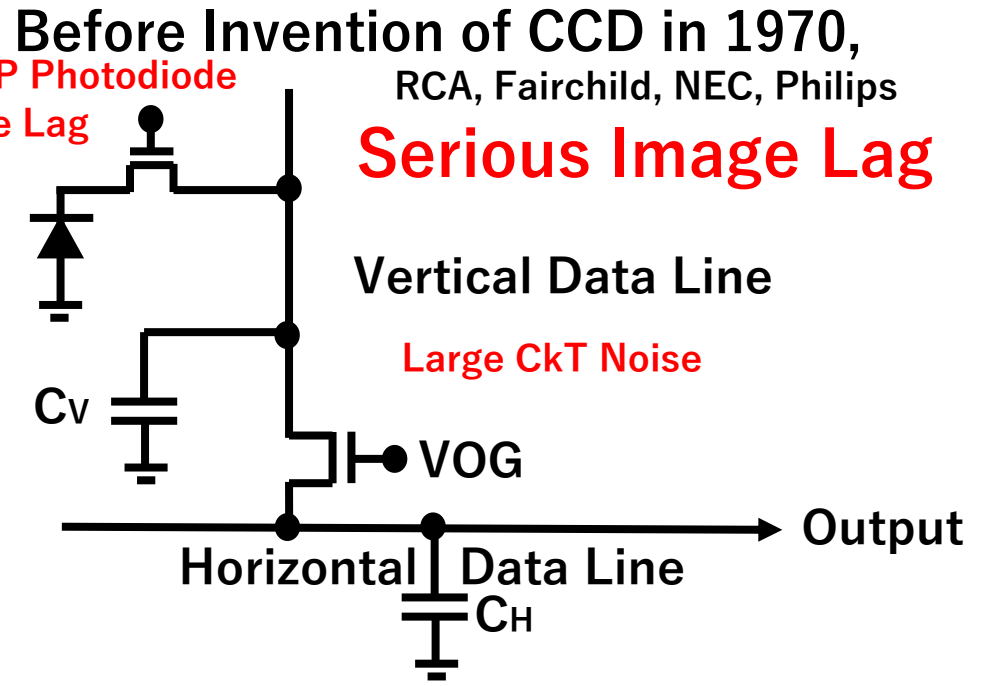 Before Invention of CCD in 1970,
P Photodiode
RCA, Fairchild, NEC, Philips
e Lag
Serious Image Lag
Vertical Data Line
Large CkT Noise
CV
VOG
Output
Horizontal Data Line
CH